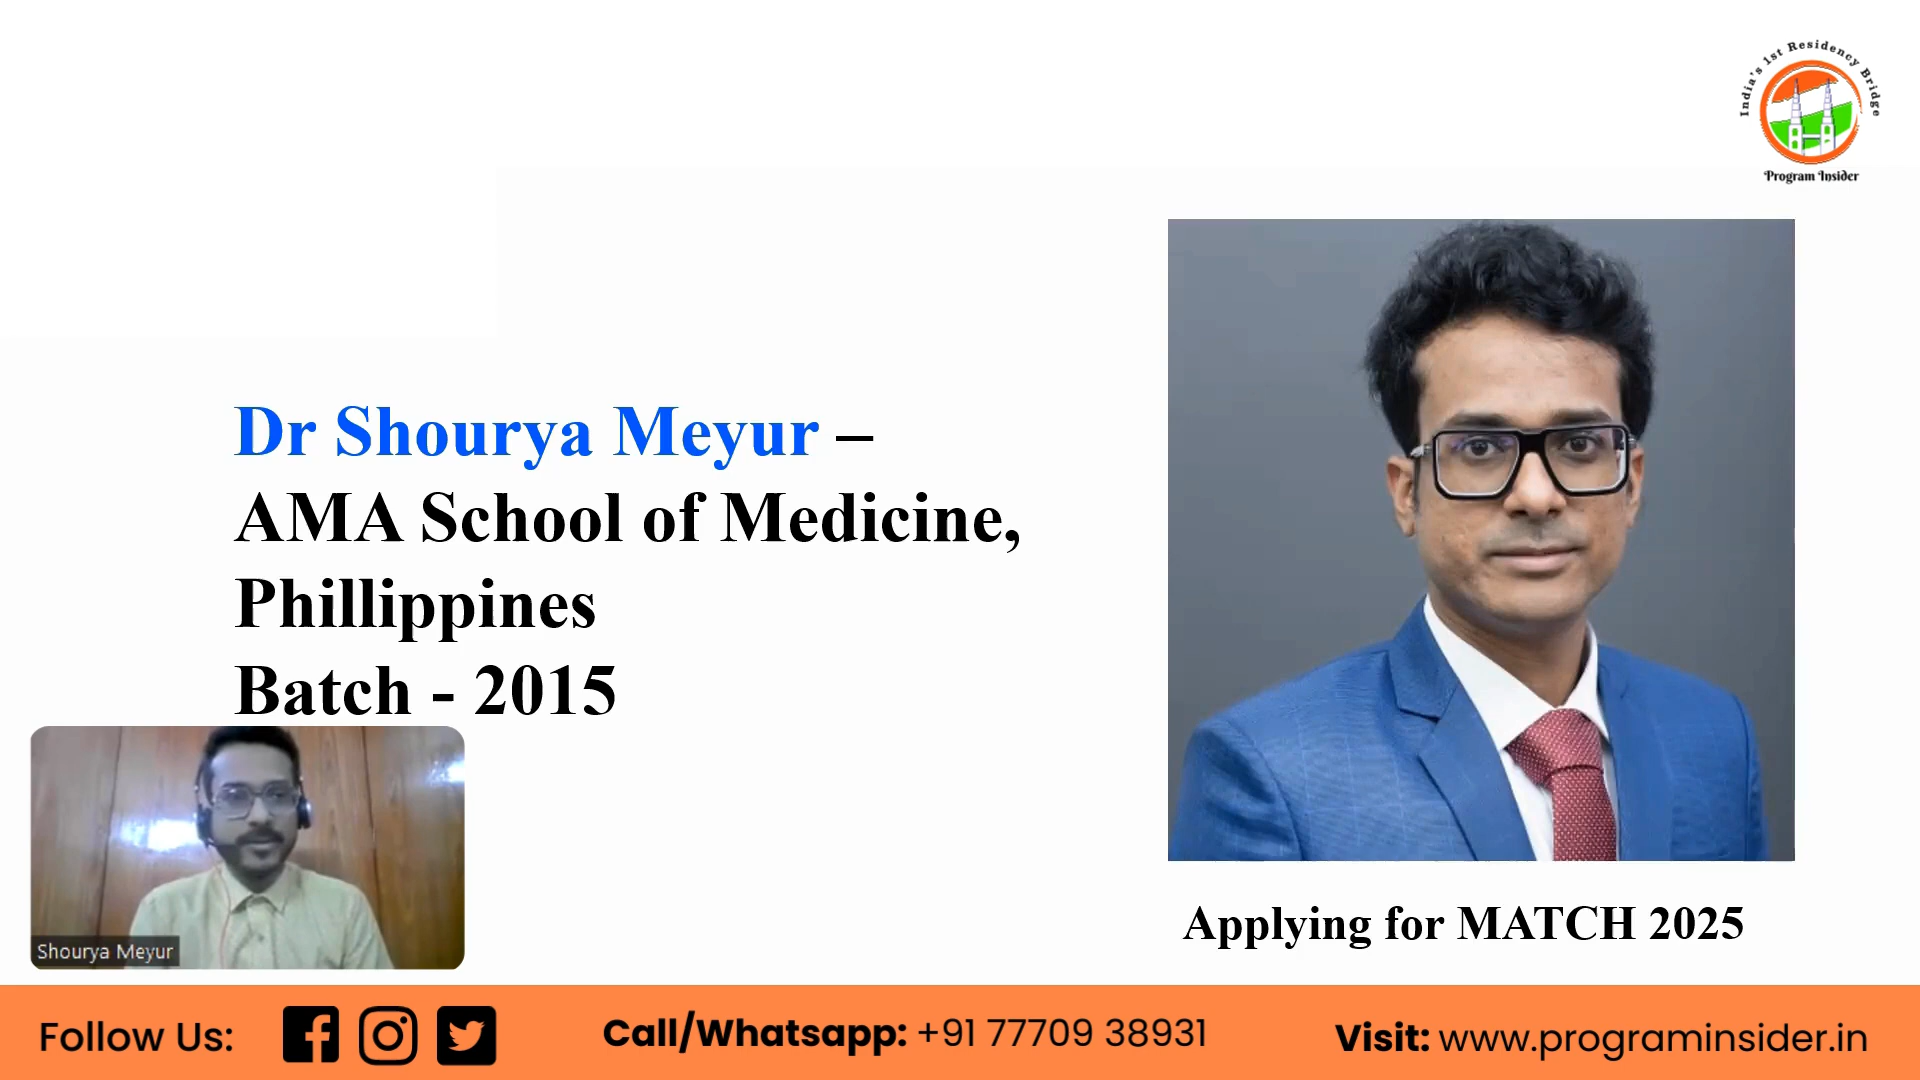 India's 1st Residency Bridge
Program Insider
Dr Shourya Meyur –
AMA School of Medicine,
Phillippines
Batch - 2015
Shourya Meyur
Applying for MATCH 2025
Follow Us:
Call/Whatsapp: +91 77709 38931
Visit: www.programinsider.in